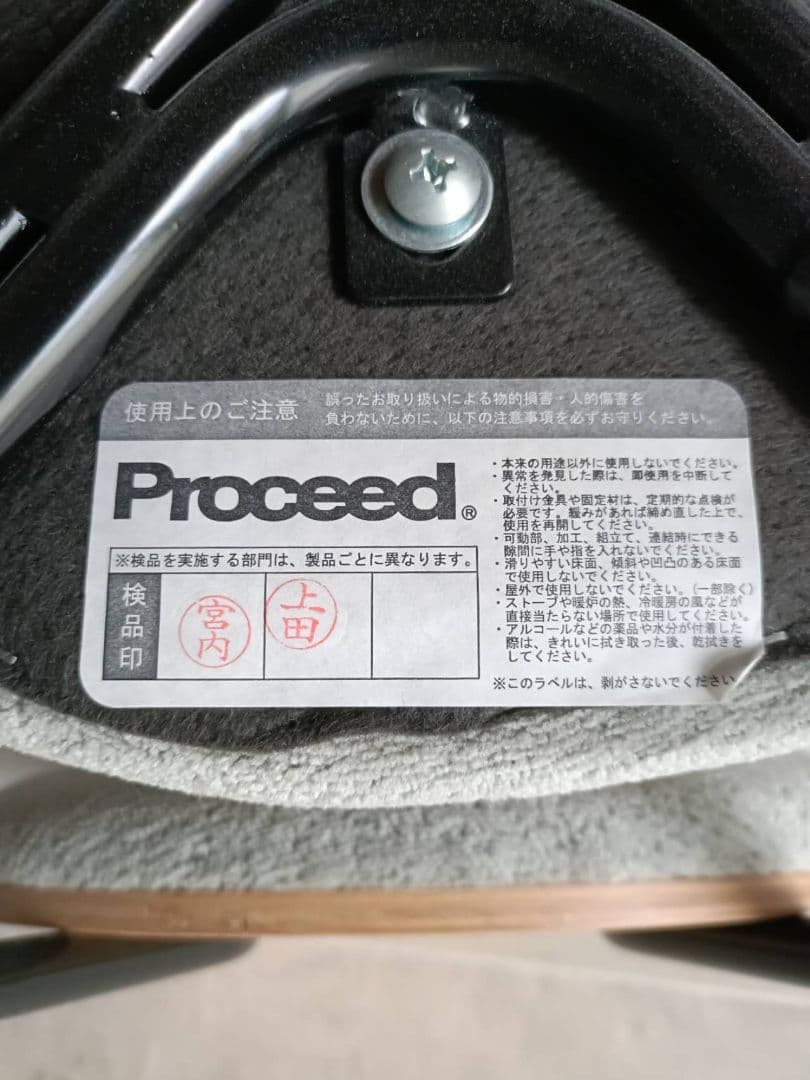 使用上のご注意
誤ったお取り扱いによる物的損害・人的傷害を
負わないために、以下の注意事項を必ずお守りください。
Proceed®
※検品を実施する部門は、製品ごとに異なります。
検品印
宮内
上田
・本来の用途以外に使用しないでください。
・異常を発見した際は、即使用を中断して
ください。
・取付け金具や固定材は、定期的な点検が
必要です。緩みがあれば締め直した上で、
使用を再開してください。
・可動部、加工、組立て、連結時にできる
隙間に手や指を入れないでください。
・滑りやすい床面、傾斜や凹凸のある床面
で使用しないでください。
・屋外で使用しないでください。(一部除く)
・ストーブや暖炉の熱、冷暖房の風などが
直接当たらない場所で使用してください。
・アルコールなどの薬品や水分が付着した
際は、きれいに拭き取った後、乾拭きを
してください。
※このラベルは、剥がさないでください